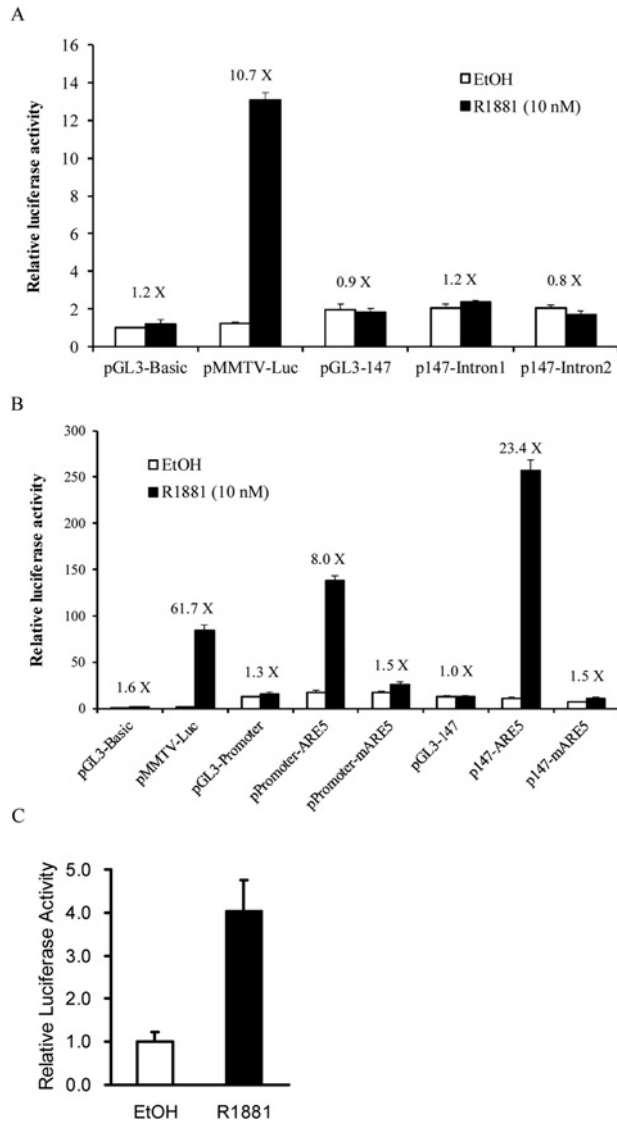 A
16
14
12
10
8
6
4
2
0
Relative luciferase activity
EtOH
R1881 (10 nM)
1.2 X
10.7 X
0.9 X
1.2 X
0.8 X
pGL3-Basic
pMMTV-Luc
pGL3-147
p147-Intron1
p147-Intron2
B
300
250
200
150
100
50
0
Relative luciferase activity
EtOH
R1881 (10 nM)
1.6 X
61.7 X
1.3 X
8.0 X
1.5 X
1.0 X
23.4 X
1.5 X
pGL3-Basic
pMMTV-Luc
pGL3-Promoter
pPromoter-ARE5
pPromoter-mARE5
pGL3-147
p147-ARE5
p147-mARE5
C
5.0
4.0
3.0
2.0
1.0
0.0
Relative Luciferase Activity
EtOH
R1881